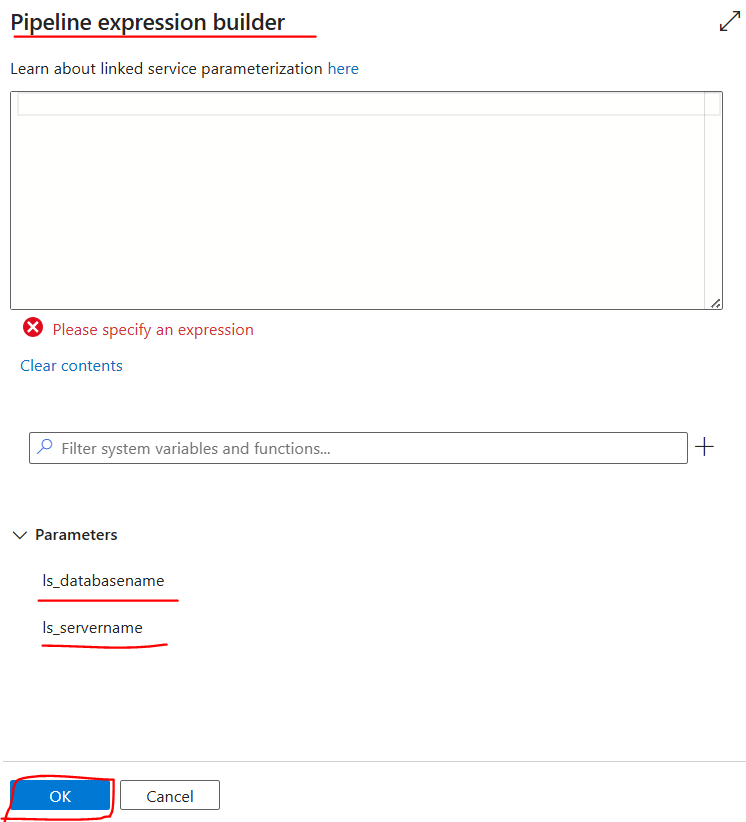 Pipeline expression builder
Learn about linked service parameterization here
Please specify an expression
Clear contents
Filter system variables and functions...
Parameters
ls_databasename
ls_servername
OK Cancel